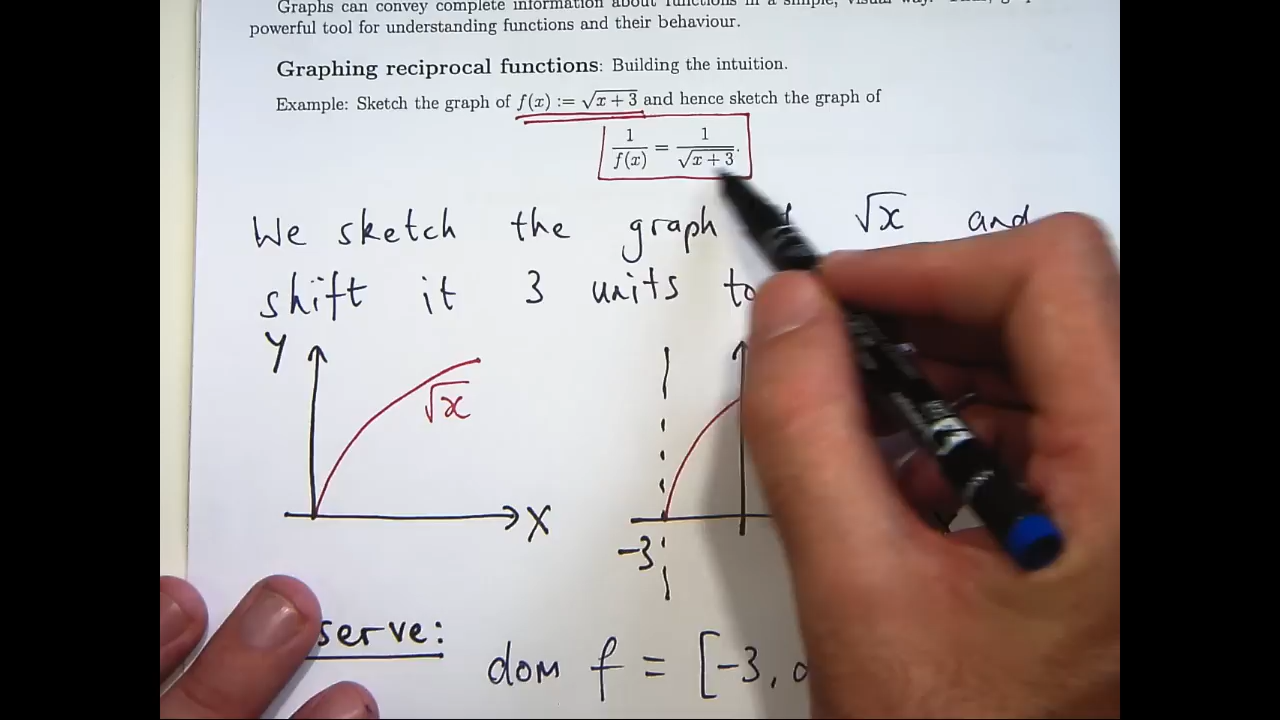 Graphs can convey complete information about functions in a simple, visual way.
powerful tool for understanding functions and their behaviour.
Graphing reciprocal functions: Building the intuition.
Example: Sketch the graph of f(x) := √(x + 3) and hence sketch the graph of
1/f(x) = 1/√(x + 3).
We sketch the graph √x and
shift it 3 units to
Y
√x
X
-3
serve:
dom f = [-3,